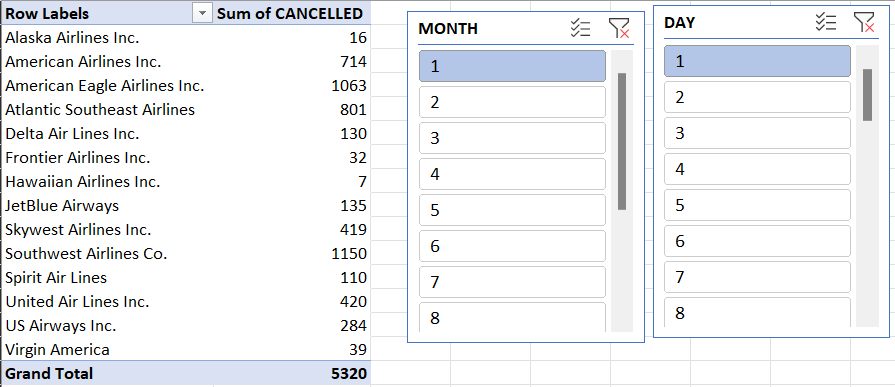 Row Labels Sum of CANCELLED
Alaska Airlines Inc. 16
American Airlines Inc. 714
American Eagle Airlines Inc. 1063
Atlantic Southeast Airlines 801
Delta Air Lines Inc. 130
Frontier Airlines Inc. 32
Hawaiian Airlines Inc. 7
JetBlue Airways 135
Skywest Airlines Inc. 419
Southwest Airlines Co. 1150
Spirit Air Lines 110
United Air Lines Inc. 420
US Airways Inc. 284
Virgin America 39
Grand Total 5320
MONTH
1
2
3
4
5
6
7
8
DAY
1
2
3
4
5
6
7
8